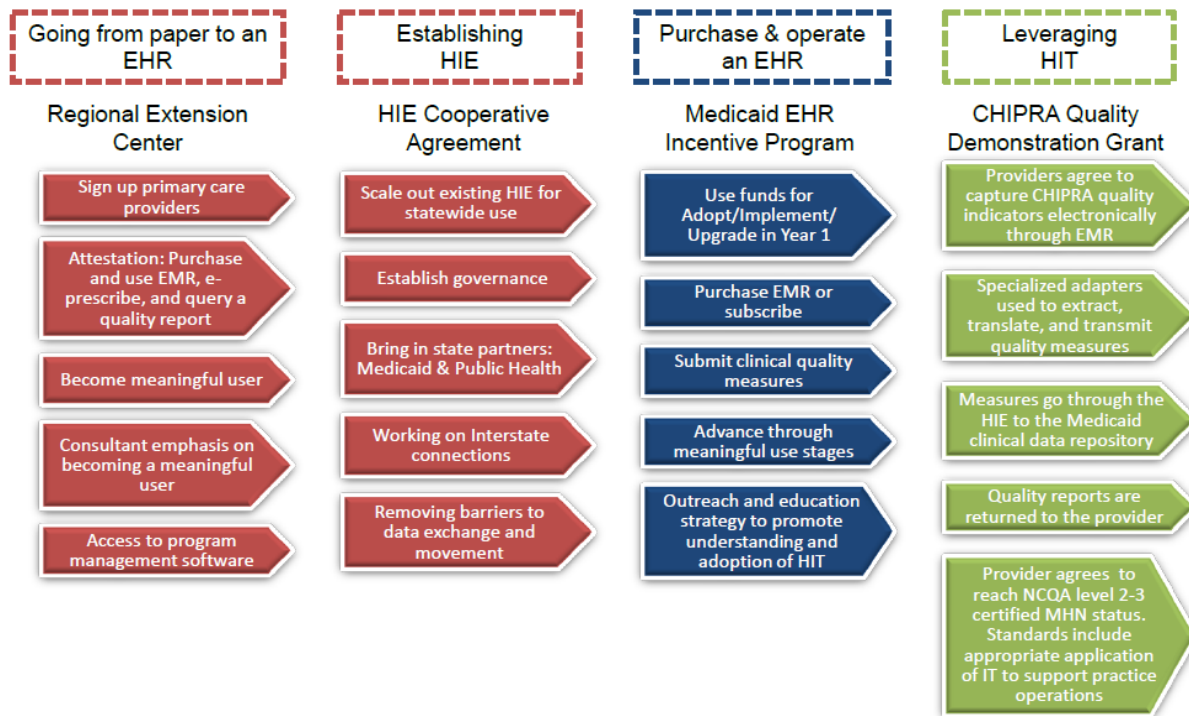 Going from paper to an
EHR
Regional Extension
Center
Sign up primary care
providers
Attestation: Purchase
and use EMR, e-
prescribe, and query a
quality report
Become meaningful user
Consultant emphasis on
becoming a meaningful
user
Access to program
management software
Establishing
HIE
HIE Cooperative
Agreement
Scale out existing HIE for
statewide use
Establish governance
Bring in state partners:
Medicaid & Public Health
Working on Interstate
connections
Removing barriers to
data exchange and
movement
Purchase & operate
an EHR
Medicaid EHR
Incentive Program
Use funds for
Adopt/Implement/
Upgrade in Year 1
Purchase EMR or
subscribe
Submit clinical quality
measures
Advance through
meaningful use stages
Outreach and education
strategy to promote
understanding and
adoption of HIT
Leveraging
HIT
CHIPRA Quality
Demonstration Grant
Providers agree to
capture CHIPRA quality
indicators electronically
through EMR
Specialized adapters
used to extract,
translate, and transmit
quality measures
Measures go through the
HIE to the Medicaid
clinical data repository
Quality reports are
returned to the provider
Provider agrees to
reach NCQA level 2-3
certified MHN status.
Standards include
appropriate application
of IT to support practice
operations